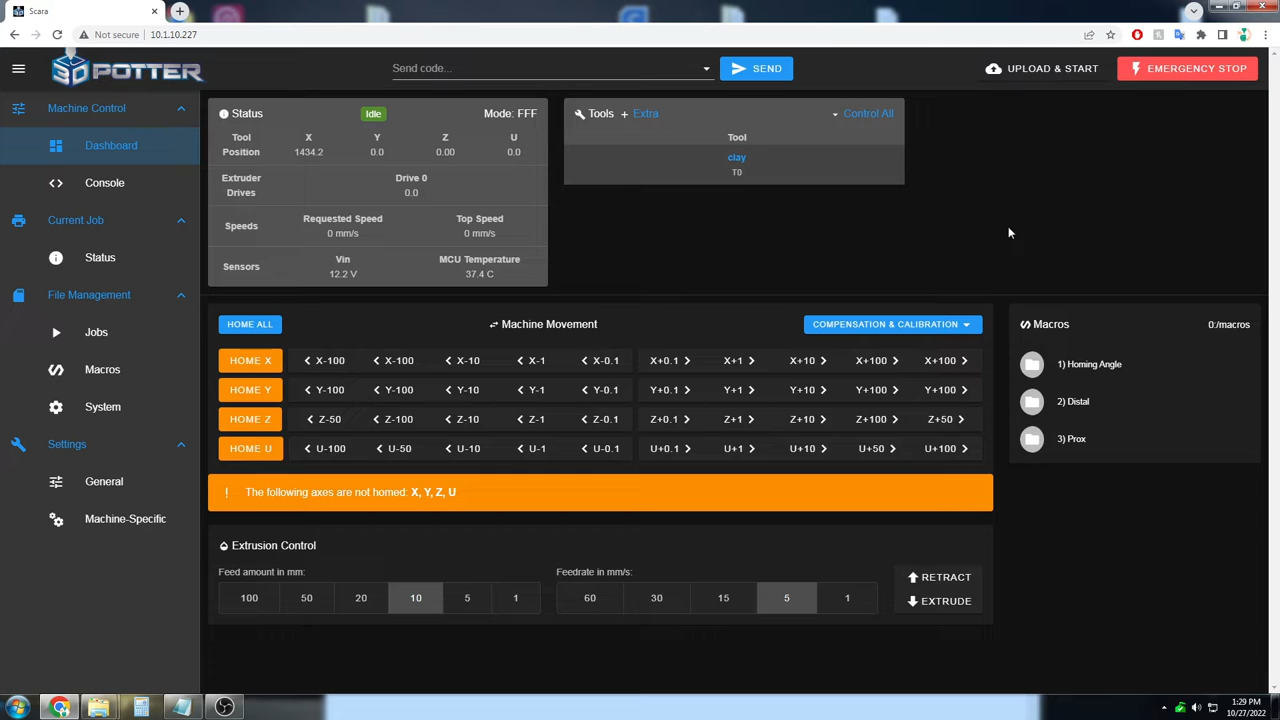 Scara
Not secure 10.1.10.227
3D POTTER
Send code...
SEND
UPLOAD & START
EMERGENCY STOP
Machine Control
Dashboard
Console
Current Job
Status
File Management
Jobs
Macros
System
Settings
General
Machine-Specific
Status Idle Mode: FFF
Tool Position X Y Z U
1434.2 0.0 0.00 0.0
Extruder Drives Drive 0
0.0
Speeds Requested Speed Top Speed
0 mm/s 0 mm/s
Sensors Vin MCU Temperature
12.2 V 37.4 C
Tools + Extra Control All
Tool
clay
T0
HOME ALL Machine Movement COMPENSATION & CALIBRATION
HOME X X-100 X-100 X-10 X-1 X-0.1 X+0.1 X+1 X+10 X+100 X+100
HOME Y Y-100 Y-100 Y-10 Y-1 Y-0.1 Y+0.1 Y+1 Y+10 Y+100 Y+100
HOME Z Z-50 Z-100 Z-10 Z-1 Z-0.1 Z+0.1 Z+1 Z+10 Z+100 Z+50
HOME U U-100 U-50 U-10 U-1 U-0.1 U+0.1 U+1 U+10 U+50 U+100
! The following axes are not homed: X, Y, Z, U
Macros 0:/macros
1) Homing Angle
2) Distal
3) Prox
Extrusion Control
Feed amount in mm:
100 50 20 10 5 1
Feedrate in mm/s:
60 30 15 5 1
RETRACT
EXTRUDE
1:29 PM
10/27/2022